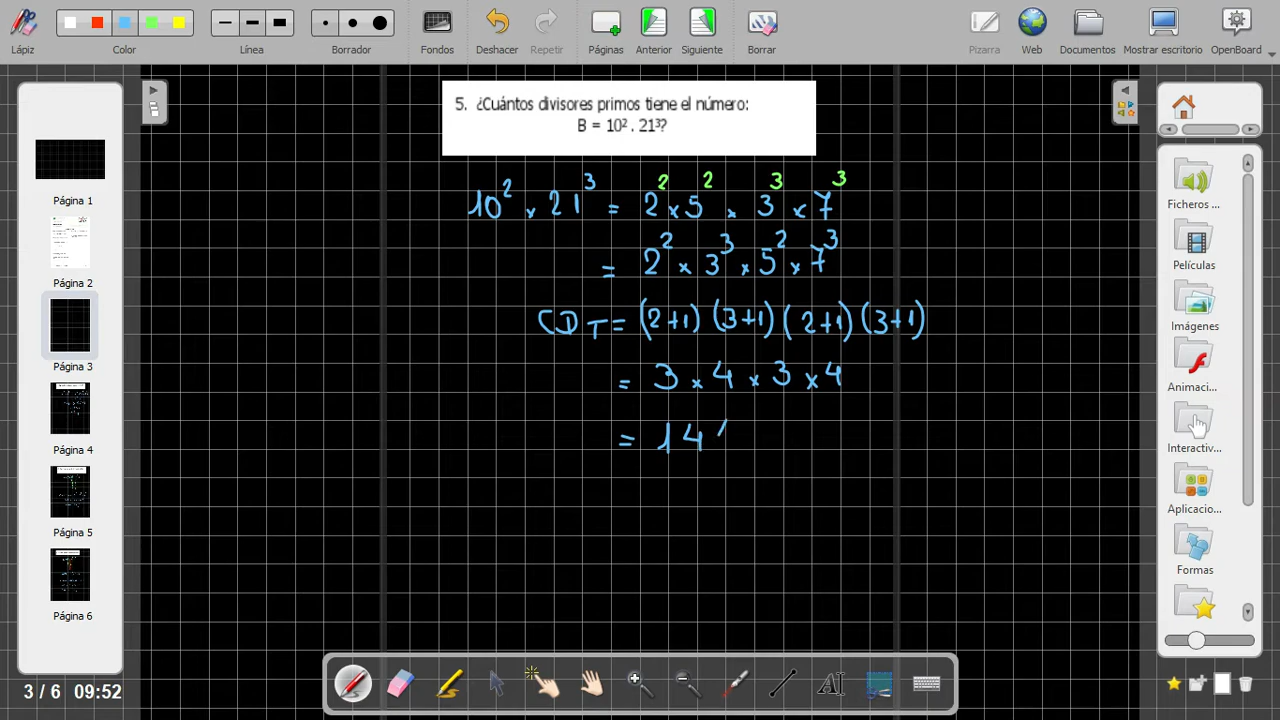 Lápiz
Color
Línea
Borrador
Fondos
Deshacer
Repetir
Páginas
Anterior
Siguiente
Borrar
Pizarra
Web
Documentos
Mostrar escritorio
OpenBoard
5. ¿Cuántos divisores primos tiene el número:
B = 10² . 21³?
10² × 21³ = 2² × 5² × 3³ × 7³
= 2² × 3³ × 5² × 7³
CD T = (2+1) (3+1) (2+1) (3+1)
= 3 × 4 × 3 × 4
= 14
Página 1
Página 2
Página 3
Página 4
Página 5
Página 6
3 / 6 09:52
Ficheros ...
Películas
Imágenes
Animaci...
Interactiv...
Aplicacio...
Formas
AI